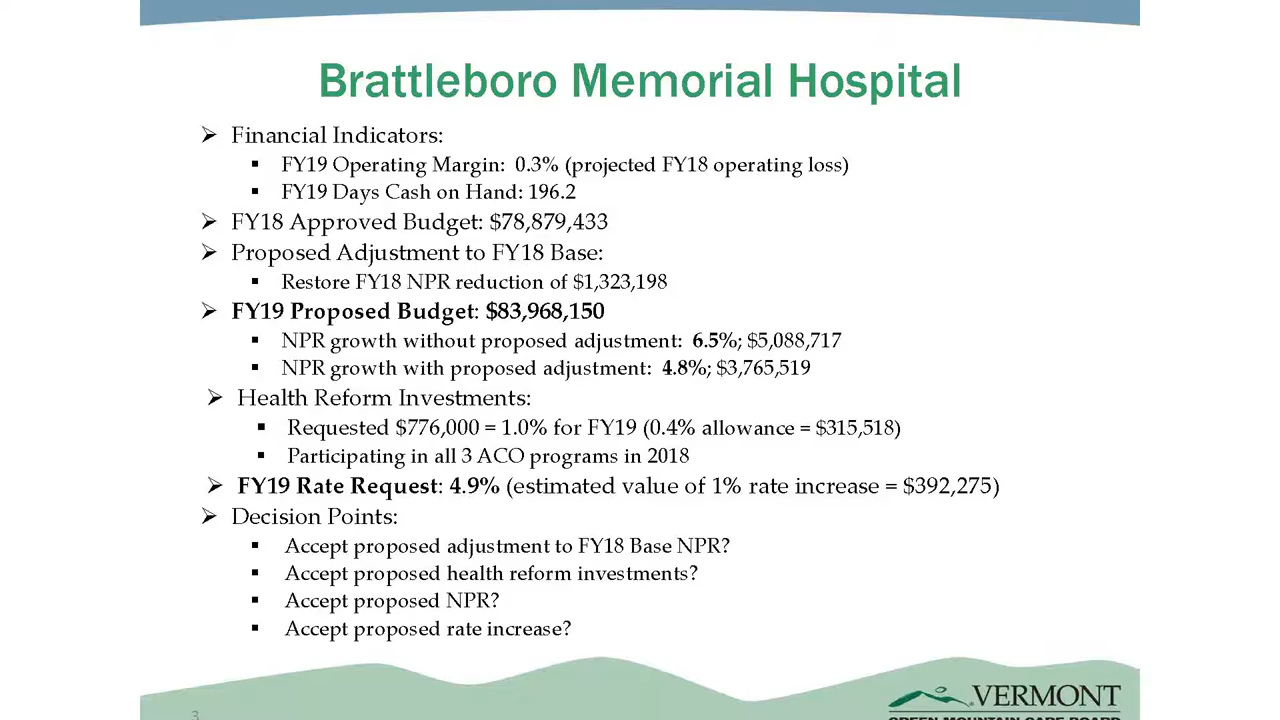 Brattleboro Memorial Hospital
➢ Financial Indicators:
▪ FY19 Operating Margin: 0.3% (projected FY18 operating loss)
▪ FY19 Days Cash on Hand: 196.2
➢ FY18 Approved Budget: $78,879,433
➢ Proposed Adjustment to FY18 Base:
▪ Restore FY18 NPR reduction of $1,323,198
➢ FY19 Proposed Budget: $83,968,150
▪ NPR growth without proposed adjustment: 6.5%; $5,088,717
▪ NPR growth with proposed adjustment: 4.8%; $3,765,519
➢ Health Reform Investments:
▪ Requested $776,000 = 1.0% for FY19 (0.4% allowance = $315,518)
▪ Participating in all 3 ACO programs in 2018
➢ FY19 Rate Request: 4.9% (estimated value of 1% rate increase = $392,275)
➢ Decision Points:
▪ Accept proposed adjustment to FY18 Base NPR?
▪ Accept proposed health reform investments?
▪ Accept proposed NPR?
▪ Accept proposed rate increase?
3
VERMONT
GREEN MOUNTAIN CARE BOARD